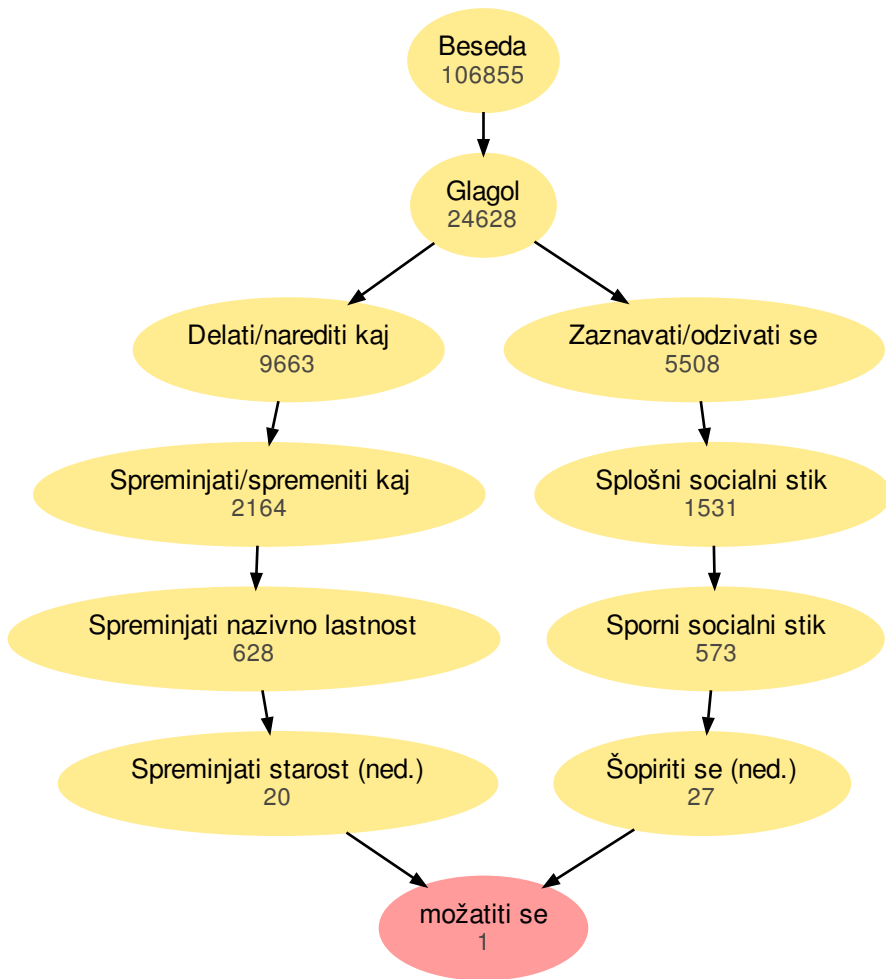 Beseda
106855
Glagol
24628
Delati/narediti kaj
9663
Zaznavati/odzivati se
5508
Spreminjati/spremeniti kaj
2164
Splošni socialni stik
1531
Spreminjati nazivno lastnost
628
Sporni socialni stik
573
Spreminjati starost (ned.)
20
Šopiriti se (ned.)
27
možatiti se
1